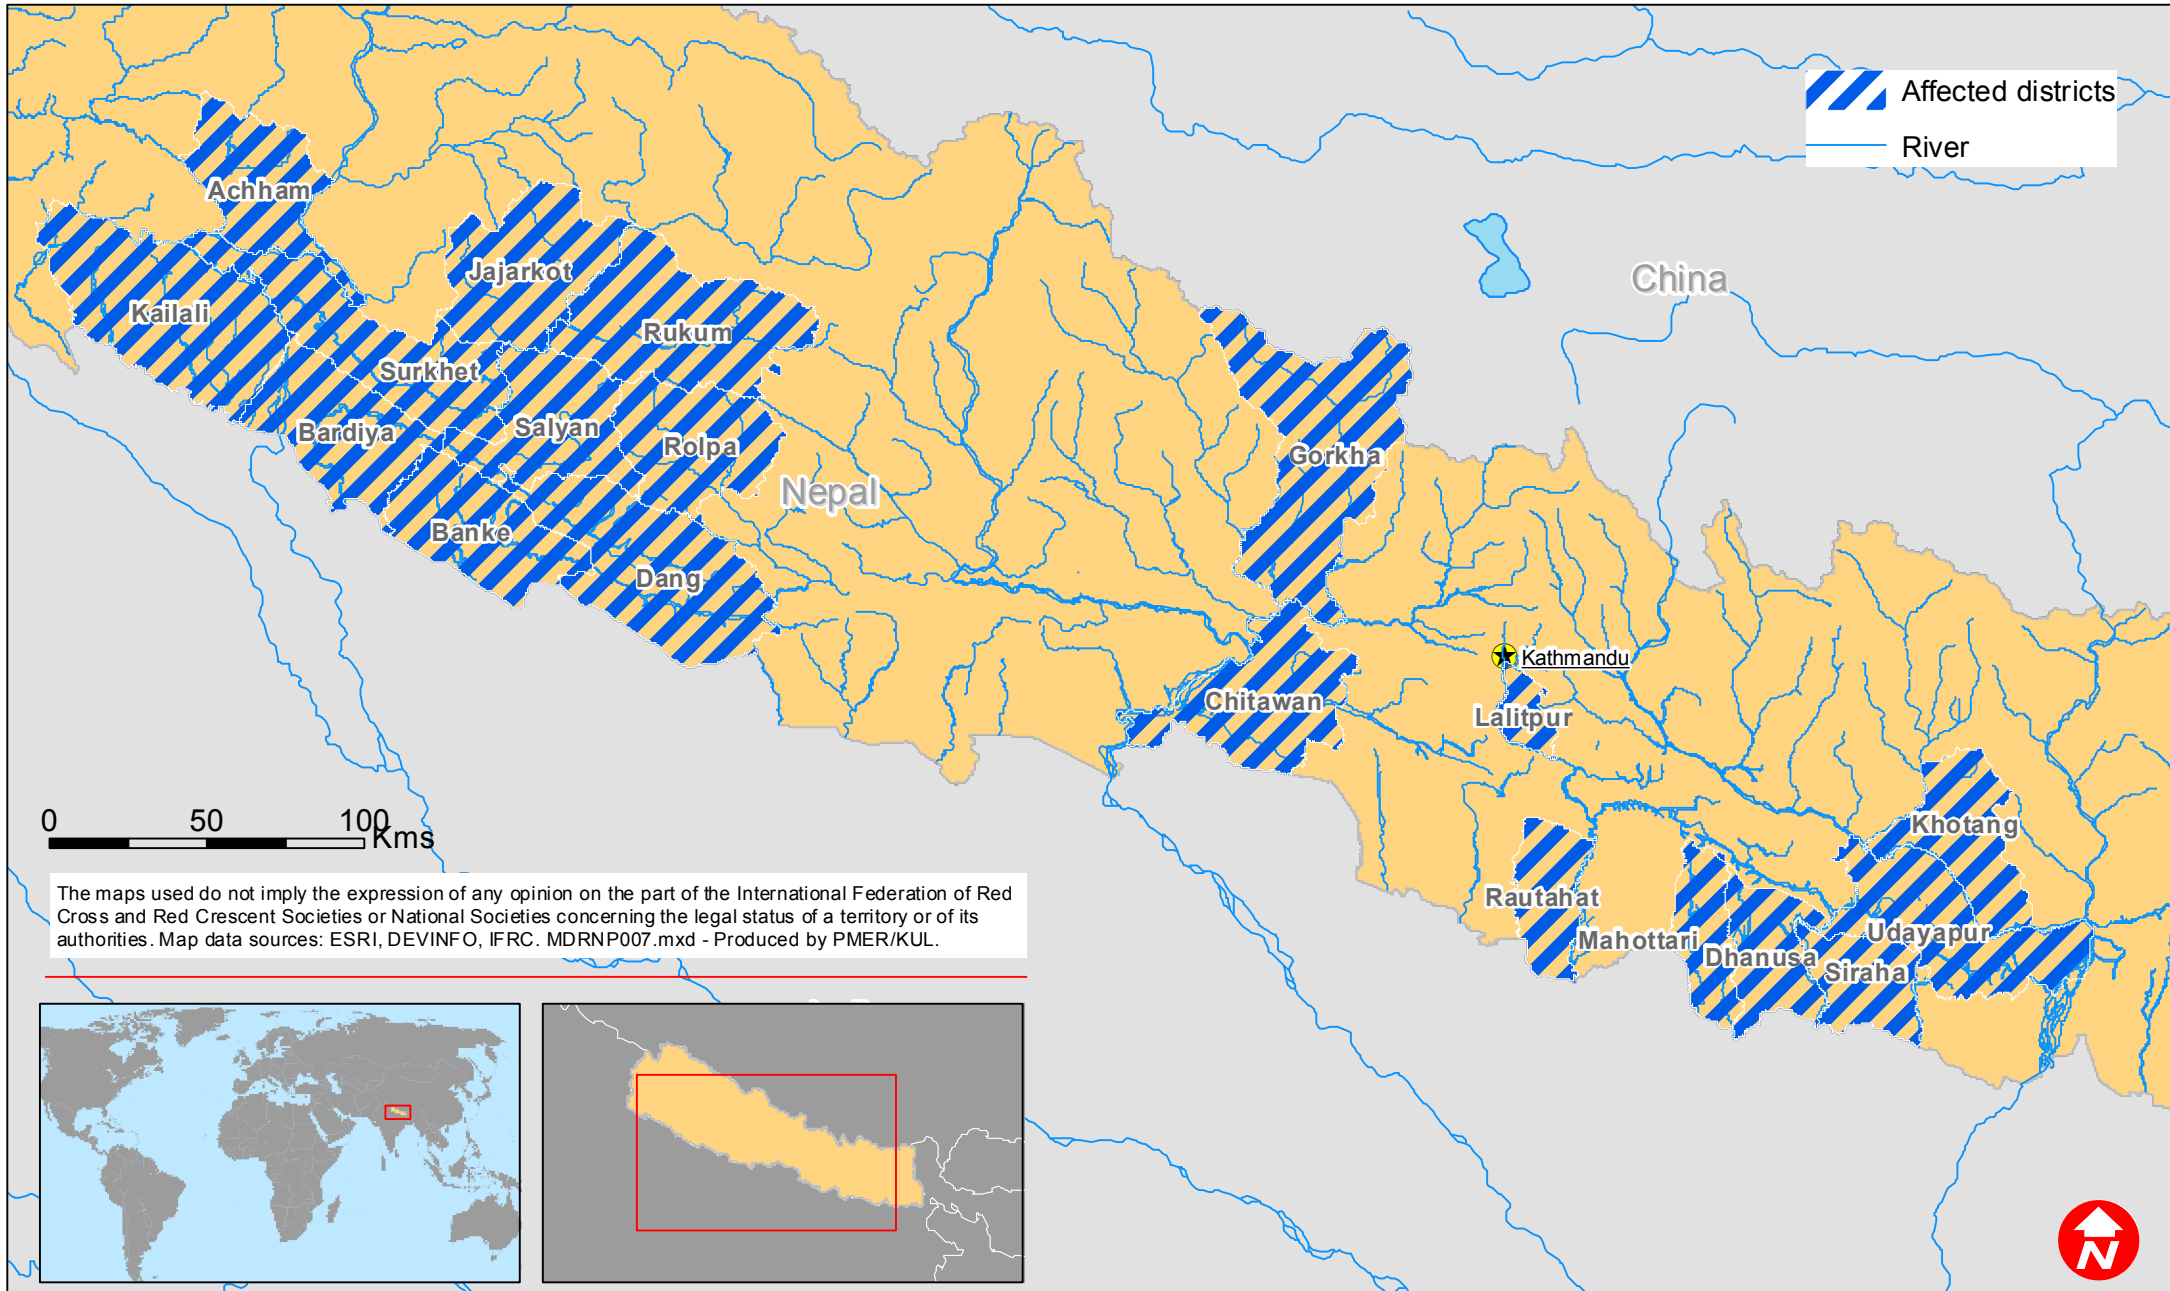 Affected districts
River
Achham
China
Jajarkot
Kailali
Rukum
Surkhet
Salyan
Bardiya
Rolpa
Gorkha
Nepal
Banke
Dang
Kathmandu
Chitawan
Lalitpur
0 50 100
Kms
Khotang
The maps used do not imply the expression of any opinion on the part of the International Federation of Red
Cross and Red Crescent Societies or National Societies concerning the legal status of a territory or of its
authorities. Map data sources: ESRI, DEVINFO, IFRC. MDRNP007.mxd - Produced by PMER/KUL.
Rautahat
Mahottari
Udayapur
Dhanusa
Siraha
N